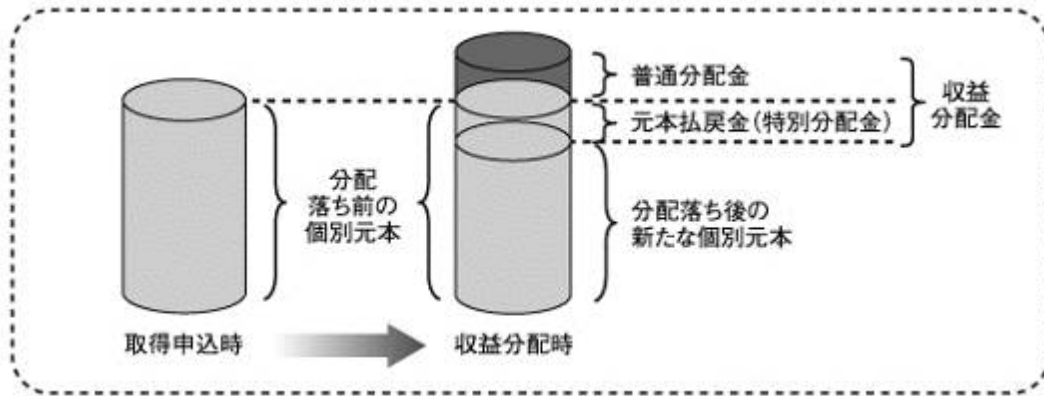 普通分配金
元本払戻金(特別分配金)
収益
分配金
分配
落ち前の
個別元本
分配落ち後の
新たな個別元本
取得申込時
収益分配時